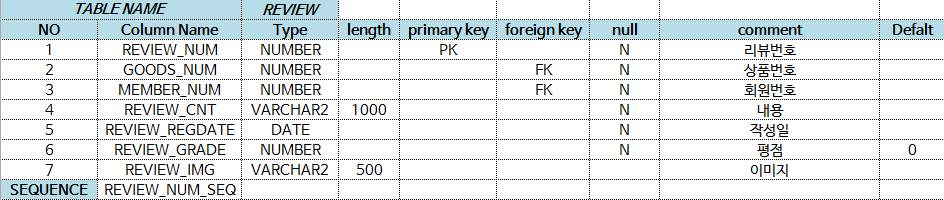 TABLE NAME REVIEW
NO Column Name Type length primary key foreign key null comment Defalt
1 REVIEW_NUM NUMBER PK N 리뷰번호
2 GOODS_NUM NUMBER FK N 상품번호
3 MEMBER_NUM NUMBER FK N 회원번호
4 REVIEW_CNT VARCHAR2 1000 N 내용
5 REVIEW_REGDATE DATE N 작성일
6 REVIEW_GRADE NUMBER N 평점 0
7 REVIEW_IMG VARCHAR2 500 이미지
SEQUENCE REVIEW_NUM_SEQ